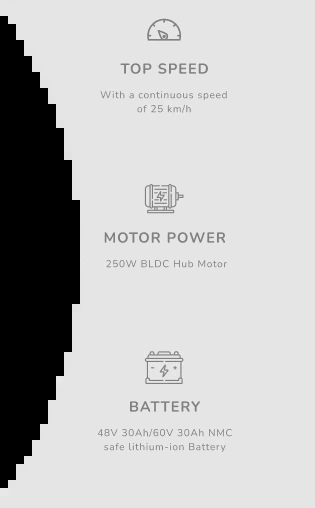 TOP SPEED
With a continuous speed
of 25 km/h
MOTOR POWER
250W BLDC Hub Motor
BATTERY
48V 30Ah/60V 30Ah NMC
safe lithium-ion Battery